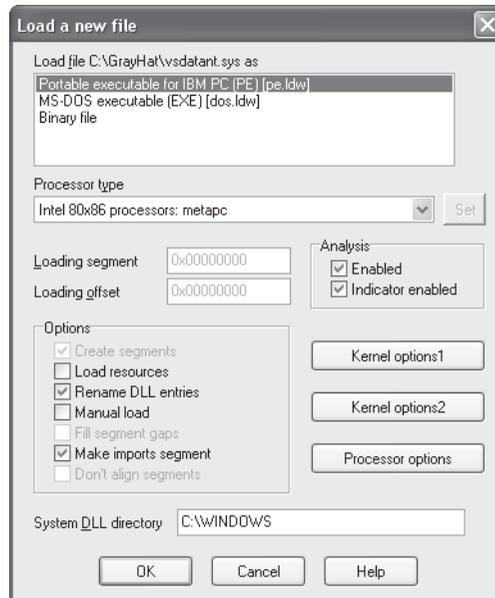 Load a new file
Load file C:\GrayHat\vsdatant.sys as
Portable executable for IBM PC (PE) [pe.ldw]
MS-DOS executable (EXE) [dos.ldw]
Binary file
Processor type
Intel 80x86 processors: metapc
Set
Loading segment
0x00000000
Loading offset
0x00000000
Analysis
Enabled
Indicator enabled
Options
Create segments
Load resources
Rename DLL entries
Manual load
Fill segment gaps
Make imports segment
Don't align segments
Kernel options1
Kernel options2
Processor options
System DLL directory
C:\WINDOWS
OK
Cancel
Help